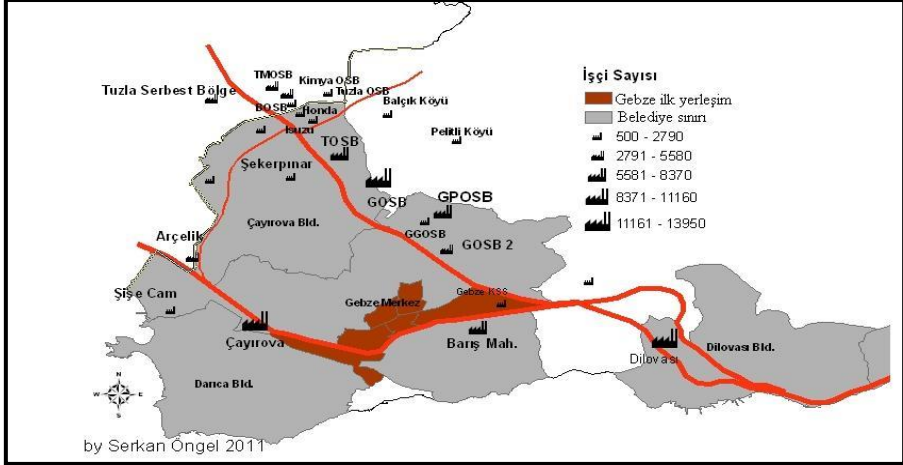 TMOSB
Kimya OSB
Tuzla Serbest Bölge
Tuzla OSB
BOSB
Honda
Balçık Köyü
Isuzu
Pelitli Köyü
TOSB
Şekerpınar
GOSB
GPOSB
Çayırova Bld.
GGOSB
GOSB 2
Arçelik
Şişe Cam
Gebze Merkez
Gebze KSS
Çayırova
Barış Mah.
Dilovası
Dilovası Bld.
Darıca Bld.
N
W E
S
by Serkan Öngel 2011
İşçi Sayısı
Gebze ilk yerleşim
Belediye sınırı
500 - 2790
2791 - 5580
5581 - 8370
8371 - 11160
11161 - 13950